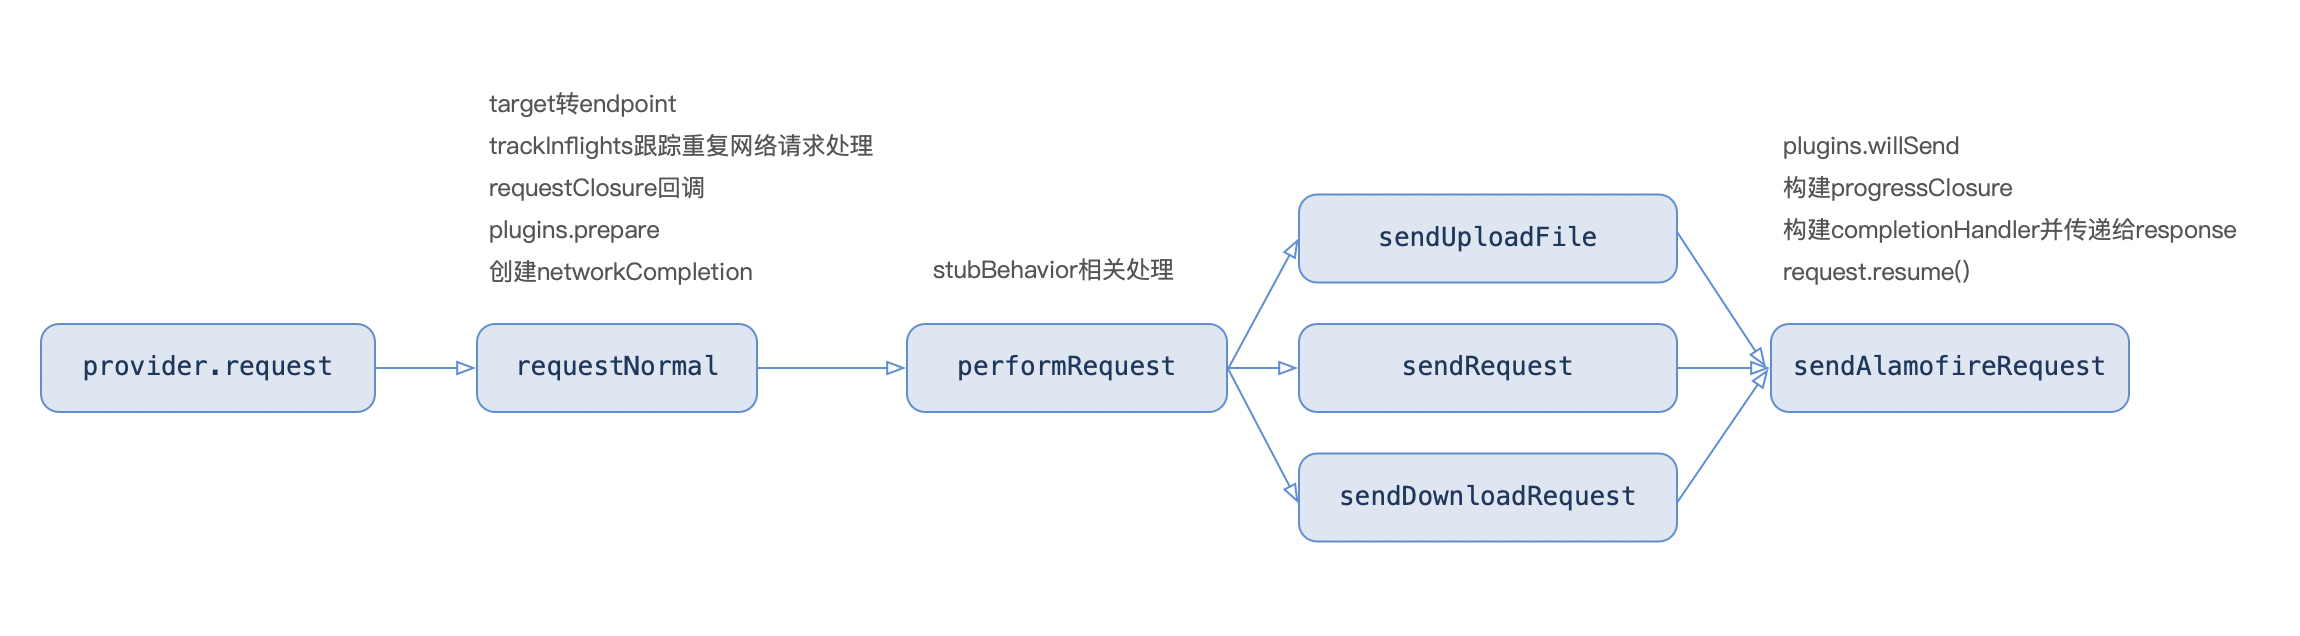 target转endpoint
trackInflights跟踪重复网络请求处理
requestClosure回调
plugins.prepare
创建networkCompletion
stubBehavior相关处理
plugins.willSend
构建progressClosure
构建completionHandler并传递给response
request.resume()
provider.request
requestNormal
performRequest
sendUploadFile
sendRequest
sendDownloadRequest
sendAlamofireRequest